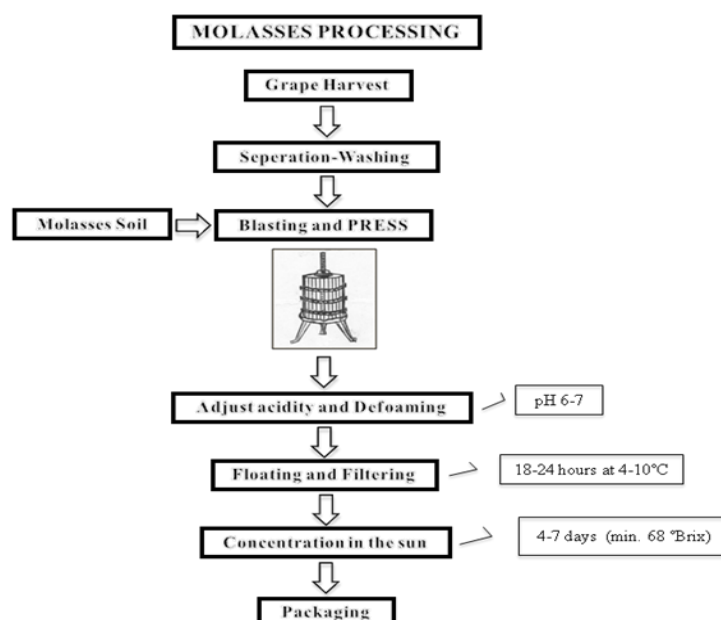 MOLASSES PROCESSING
Grape Harvest
Seperation-Washing
Molasses Soil
Blasting and PRESS
Adjust acidity and Defoaming
pH 6-7
Floating and Filtering
18-24 hours at 4-10°C
Concentration in the sun
4-7 days (min. 68 °Brix)
Packaging